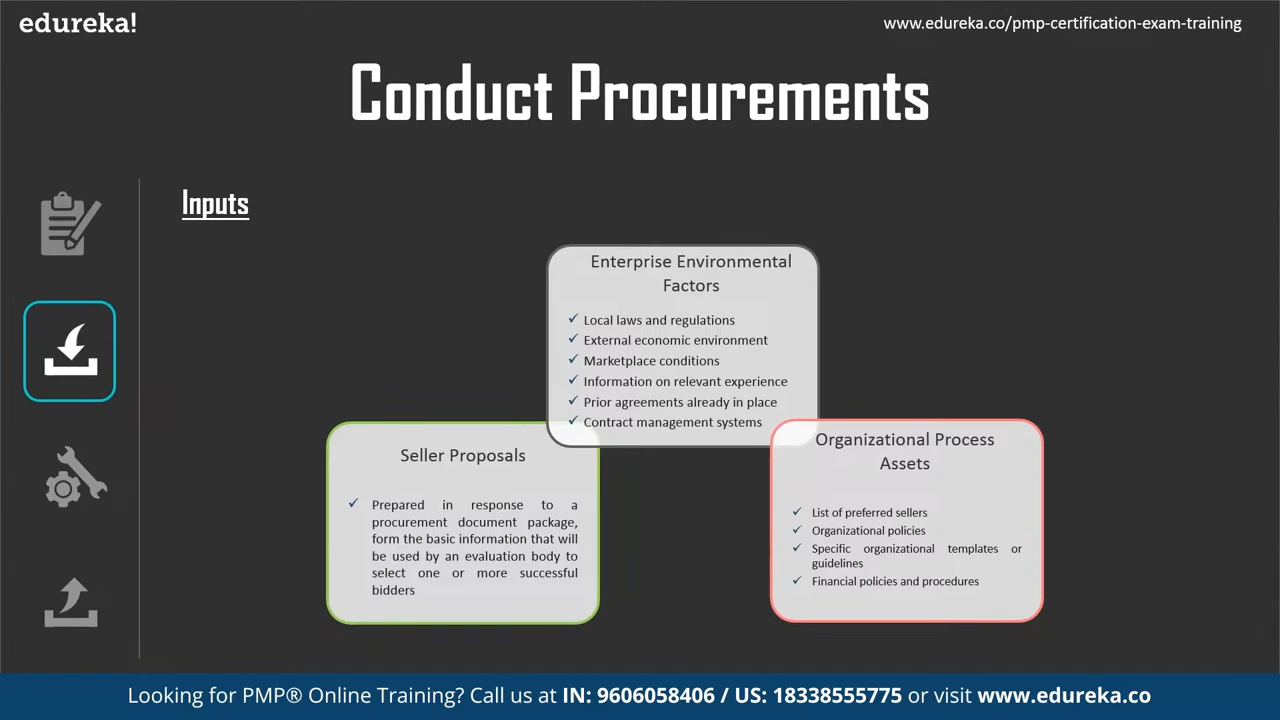 edureka!
www.edureka.co/pmp-certification-exam-training
Conduct Procurements
Inputs
Enterprise Environmental
Factors
✓ Local laws and regulations
✓ External economic environment
✓ Marketplace conditions
✓ Information on relevant experience
✓ Prior agreements already in place
✓ Contract management systems
Seller Proposals
✓ Prepared in response to a
procurement document package,
form the basic information that will
be used by an evaluation body to
select one or more successful
bidders
Organizational Process
Assets
✓ List of preferred sellers
✓ Organizational policies
✓ Specific organizational templates or
guidelines
✓ Financial policies and procedures
Looking for PMP® Online Training? Call us at IN: 9606058406 / US: 18338555775 or visit www.edureka.co